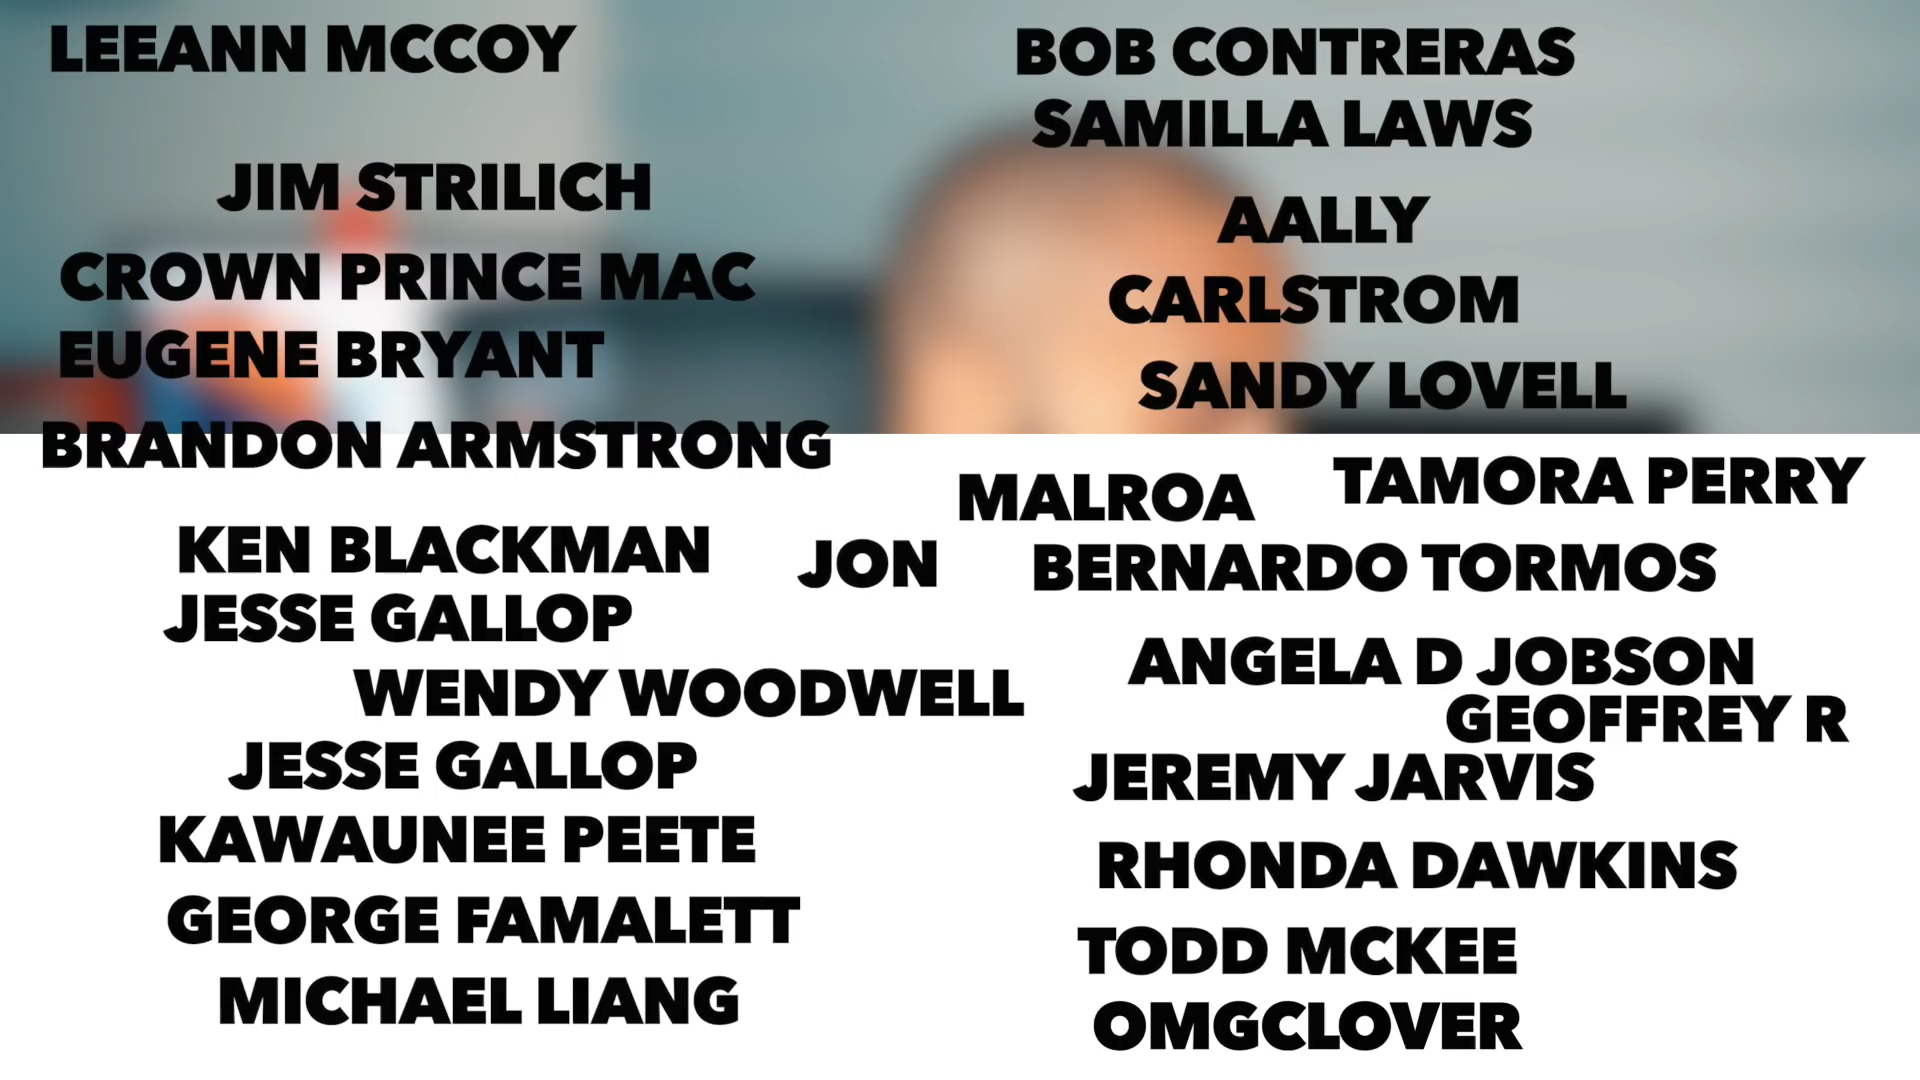 LEEANN MCCOY
JIM STRILICH
CROWN PRINCE MAC
EUGENE BRYANT
BRANDON ARMSTRONG
KEN BLACKMAN
JESSE GALLOP
WENDY WOODWELL
JESSE GALLOP
KAWAUNEE PEETE
GEORGE FAMALETT
MICHAEL LIANG
JON
BOB CONTRERAS
SAMILLA LAWS
AALLY
CARLSTROM
SANDY LOVELL
TAMORA PERRY
MALROA
BERNARDO TORMOS
ANGELA D JOBSON
GEOFFREY R
JEREMY JARVIS
RHONDA DAWKINS
TODD MCKEE
OMGCLOVER